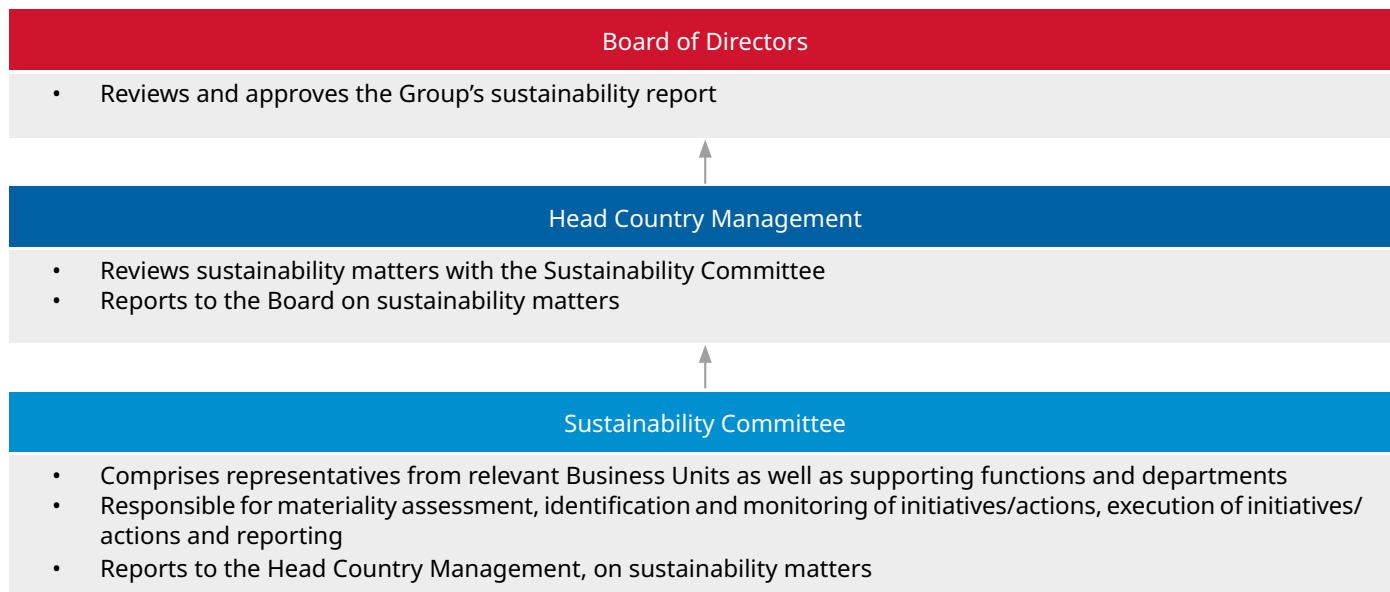 Board of Directors
• Reviews and approves the Group’s sustainability report
Head Country Management
• Reviews sustainability matters with the Sustainability Committee
• Reports to the Board on sustainability matters
Sustainability Committee
• Comprises representatives from relevant Business Units as well as supporting functions and departments
• Responsible for materiality assessment, identification and monitoring of initiatives/actions, execution of initiatives/
actions and reporting
• Reports to the Head Country Management, on sustainability matters